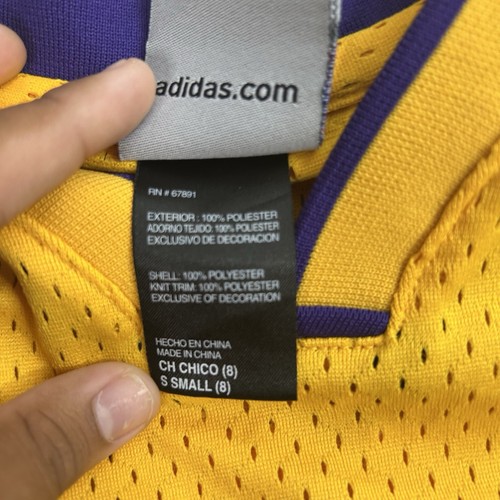 adidas.com
RN # 67891
EXTERIOR : 100% POLIESTER
ADORNO TEJIDO: 100% POLIESTER
EXCLUSIVO DE DECORACION
SHELL: 100% POLYESTER
KNIT TRIM: 100% POLYESTER
EXCLUSIVE OF DECORATION
HECHO EN CHINA
MADE IN CHINA
CH CHICO (8)
S SMALL (8)